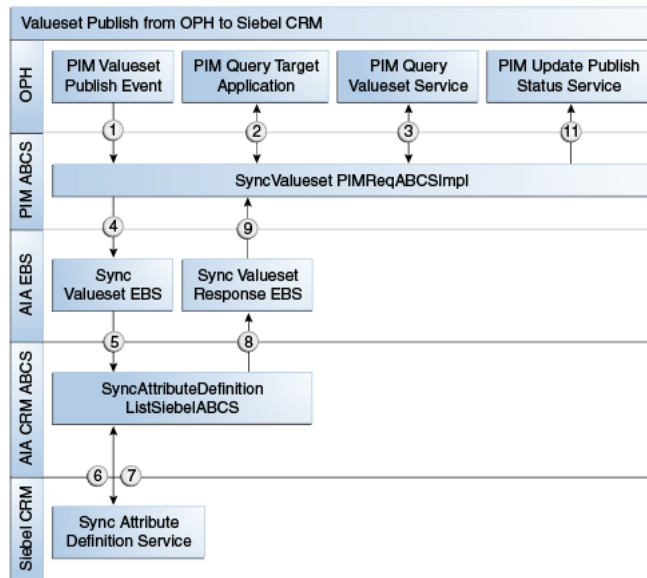 Valueset Publish from OPH to Siebel CRM
OPH
PIM Valueset
Publish Event
PIM Query Target
Application
PIM Query
Valueset Service
PIM Update Publish
Status Service
1
2
3
11
PIM ABCS
SyncValueset PIMReqABCSImpl
4
9
AIA EBS
Sync
Valueset EBS
Sync Valueset
Response EBS
5
8
AIA CRM ABCS
SyncAttributeDefinition
ListSiebelABCS
6
7
Siebel CRM
Sync Attribute
Definition Service